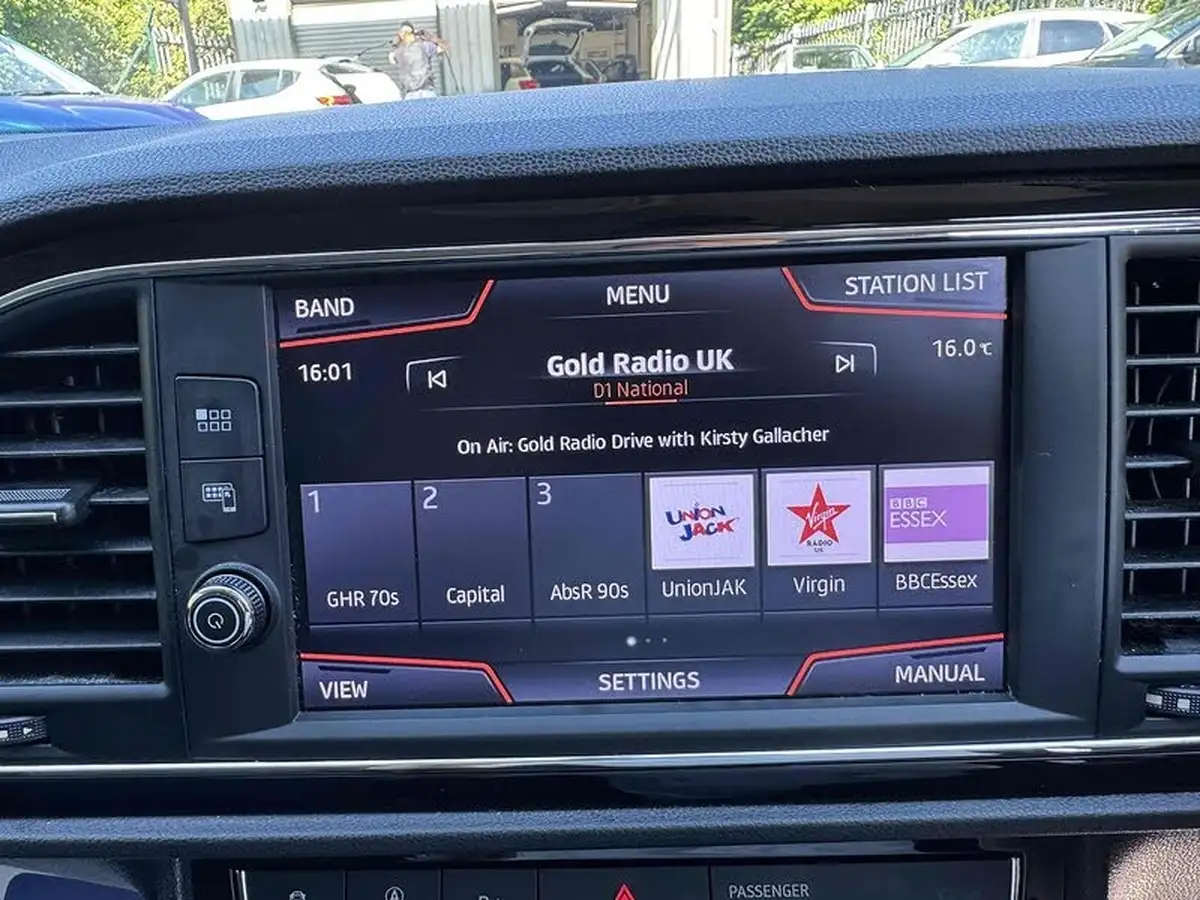 BAND
MENU
STATION LIST
16:01
Gold Radio UK
16.0°C
D1 National
On Air: Gold Radio Drive with Kirsty Gallacher
1
2
3
UNION JACK
Virgin
RADIO
UK
BBC
ESSEX
GHR 70s
Capital
AbsR 90s
UnionJAK
Virgin
BBCEssex
VIEW
SETTINGS
MANUAL
A
PASSENGER